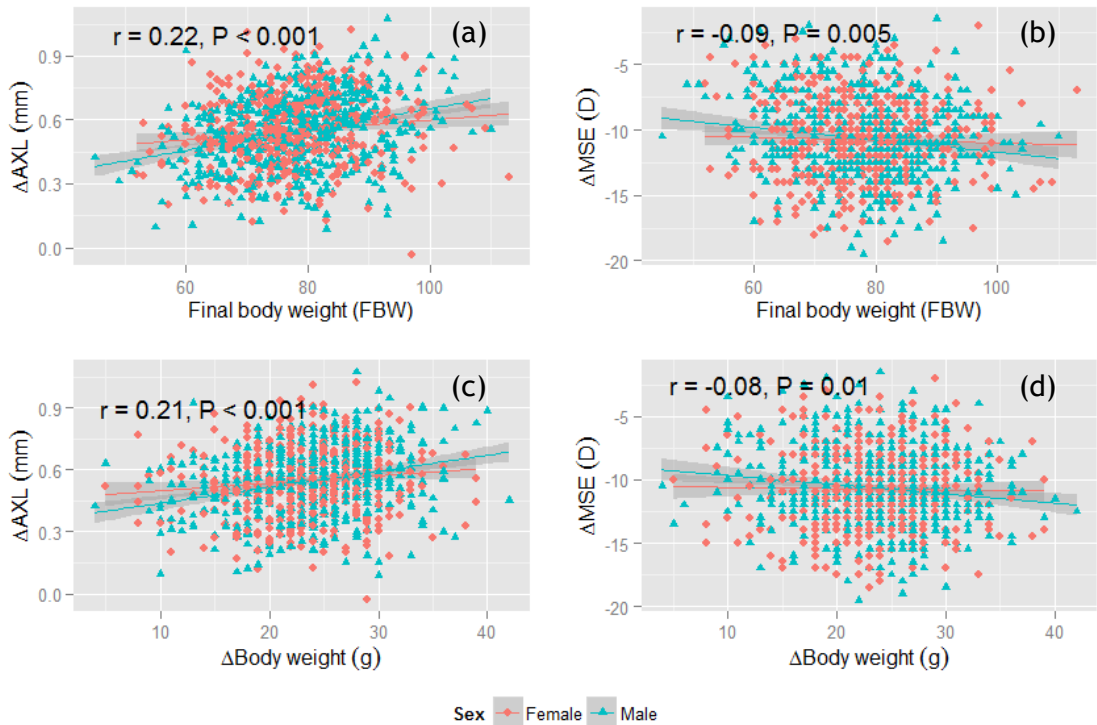 r = 0.22, P < 0.001
(a)
ΔAXL (mm)
0.9
0.6
0.3
0.0
60 80 100
Final body weight (FBW)
r = -0.09, P = 0.005
(b)
ΔMSE (D)
-5
-10
-15
-20
60 80 100
Final body weight (FBW)
r = 0.21, P < 0.001
(c)
ΔAXL (mm)
0.9
0.6
0.3
0.0
10 20 30 40
ΔBody weight (g)
r = -0.08, P = 0.01
(d)
ΔMSE (D)
-5
-10
-15
-20
10 20 30 40
ΔBody weight (g)
Sex Female Male